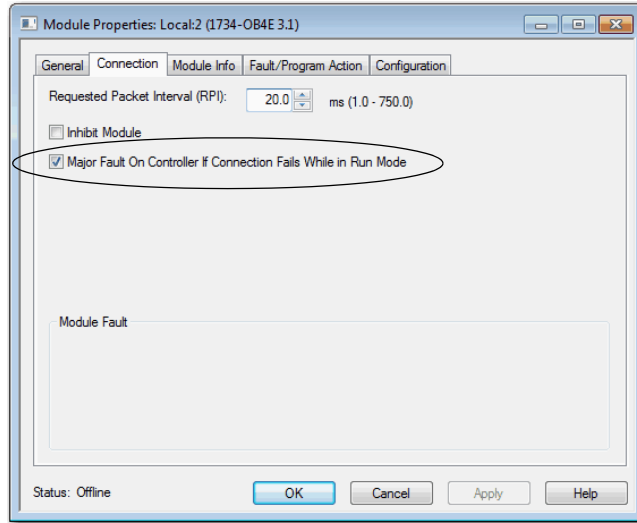 Module Properties: Local:2 (1734-OB4E 3.1)
General Connection Module Info Fault/Program Action Configuration
Requested Packet Interval (RPI): 20.0 ms (1.0 - 750.0)
Inhibit Module
Major Fault On Controller If Connection Fails While in Run Mode
Module Fault
Status: Offline OK Cancel Apply Help